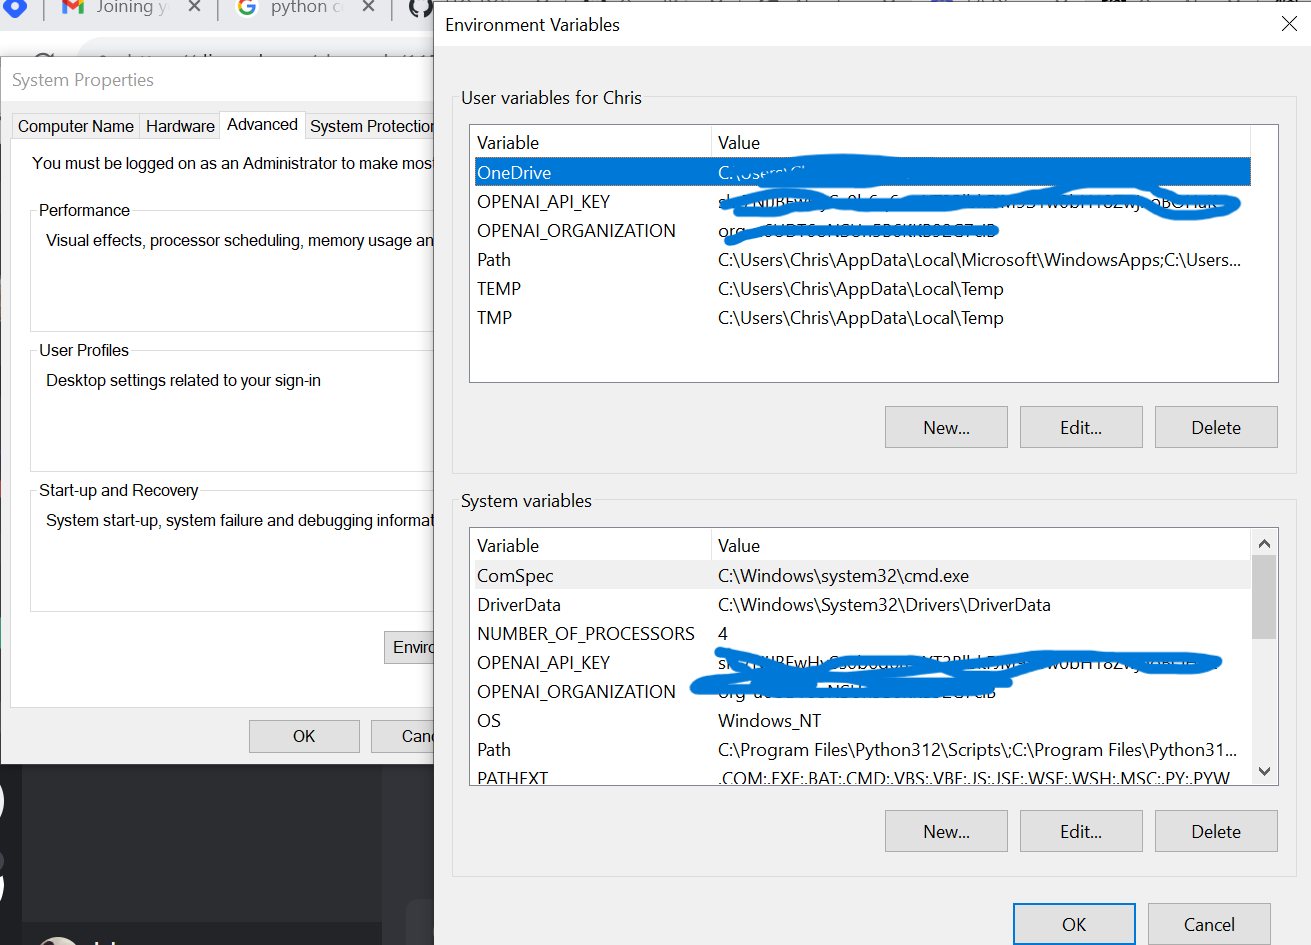 Joining y
python c
Environment Variables
System Properties
Computer Name Hardware Advanced System Protection
You must be logged on as an Administrator to make mos
Performance
Visual effects, processor scheduling, memory usage an
User Profiles
Desktop settings related to your sign-in
Start-up and Recovery
System start-up, system failure and debugging informat
Enviro
OK Canc
User variables for Chris
Variable Value
OneDrive
OPENAI_API_KEY
OPENAI_ORGANIZATION
Path C:\Users\Chris\AppData\Local\Microsoft\WindowsApps;C:\Users...
TEMP C:\Users\Chris\AppData\Local\Temp
TMP C:\Users\Chris\AppData\Local\Temp
New... Edit... Delete
System variables
Variable Value
ComSpec C:\Windows\system32\cmd.exe
DriverData C:\Windows\System32\Drivers\DriverData
NUMBER_OF_PROCESSORS 4
OPENAI_API_KEY
OPENAI_ORGANIZATION
OS Windows_NT
Path C:\Program Files\Python312\Scripts\;C:\Program Files\Python31...
PATHEXT .COM;.EXE;.BAT;.CMD;.VBS;.VBE;.JS;.JSE;.WSF;.WSH;.MSC;.PY;.PYW
New... Edit... Delete
OK Cancel